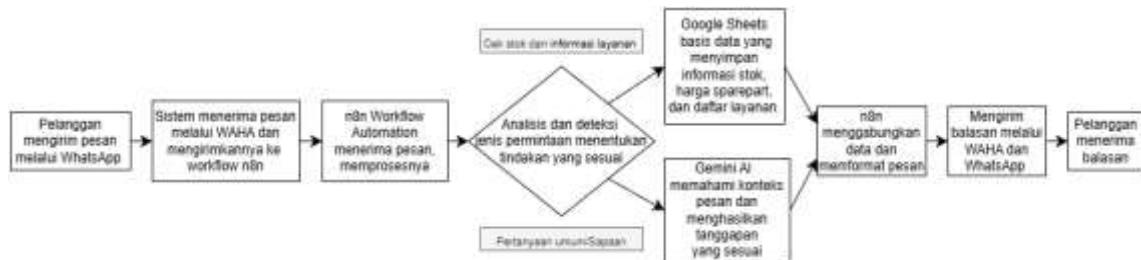 Pelanggan
mengirim pesan
melalui WhatsApp
Sistem menerima pesan
melalui WAHA dan
mengirimkannya ke
workflow n8n
n8n Workflow
Automation
menerima pesan,
memprosesnya
Cek stok dan informasi layanan
Analisis dan deteksi
jenis permintaan menentukan
tindakan yang sesuai
Pertanyaan umum/Sapaan
Google Sheets
basis data yang
menyimpan
informasi stok,
harga sparepart,
dan daftar layanan
Gemini AI
memahami konteks
pesan dan
menghasilkan
tanggapan
yang sesuai
n8n
menggabungkan
data dan
memformat pesan
Mengirim
balasan melalui
WAHA dan
WhatsApp
Pelanggan
menerima
balasan